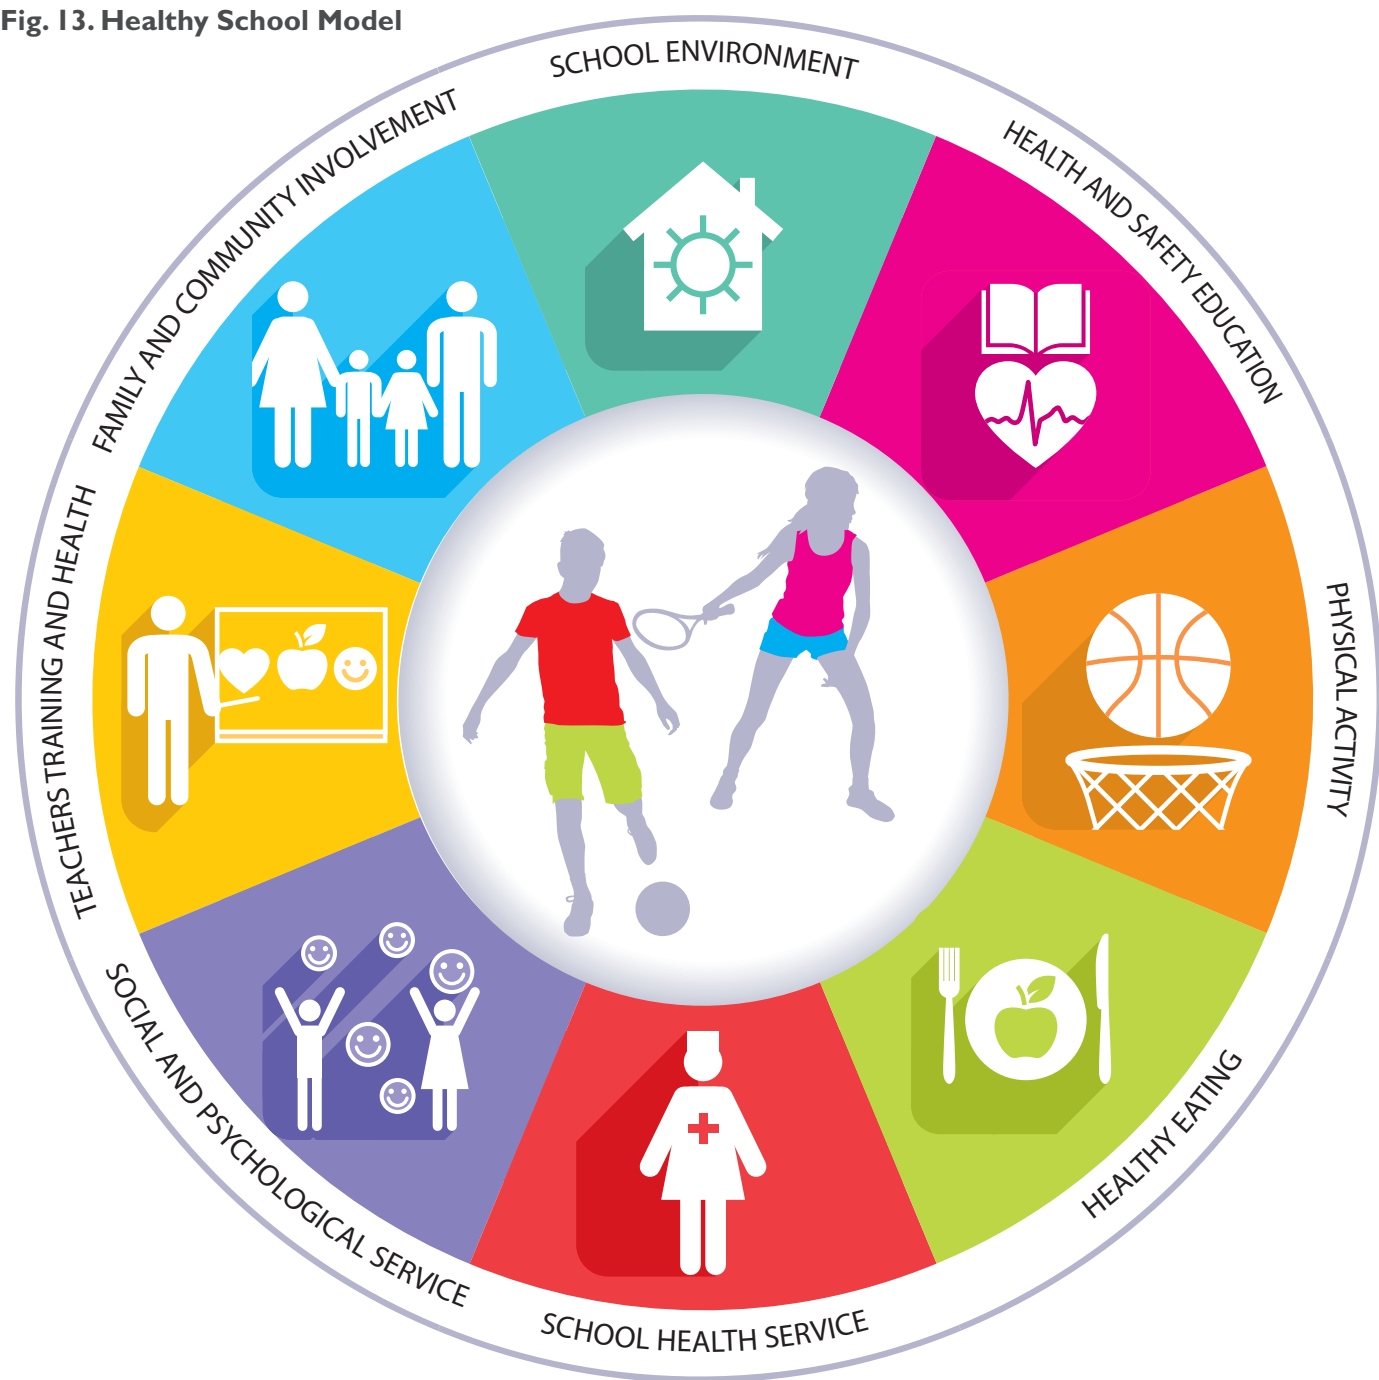 Fig. 13. Healthy School Model
SCHOOL ENVIRONMENT
HEALTH AND SAFETY EDUCATION
PHYSICAL ACTIVITY
HEALTHY EATING
SCHOOL HEALTH SERVICE
SOCIAL AND PSYCHOLOGICAL SERVICE
TEACHERS TRAINING AND HEALTH
FAMILY AND COMMUNITY INVOLVEMENT